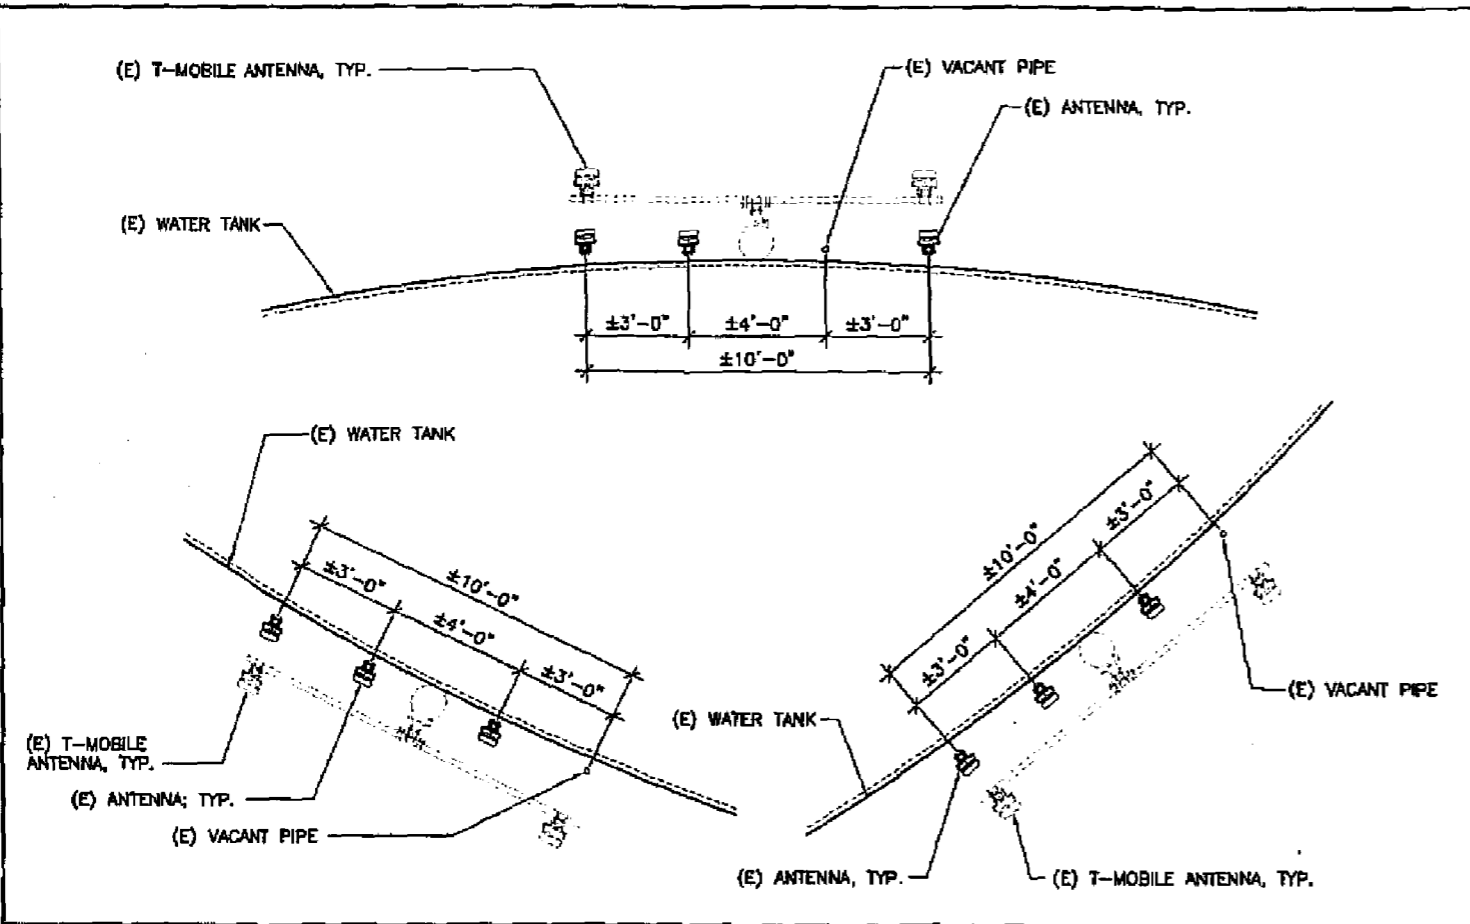 (E) T-MOBILE ANTENNA, TYP.
(E) VACANT PIPE
(E) ANTENNA, TYP.
(E) WATER TANK
±3'-0"
±4'-0"
±3'-0"
±10'-0"
(E) WATER TANK
±3'-0"
±10'-0"
±4'-0"
±3'-0"
(E) T-MOBILE
ANTENNA, TYP.
(E) ANTENNA; TYP.
(E) VACANT PIPE
±3'-0"
±10'-0"
±4'-0"
±3'-0"
(E) WATER TANK
(E) VACANT PIPE
(E) ANTENNA, TYP.
(E) T-MOBILE ANTENNA, TYP.